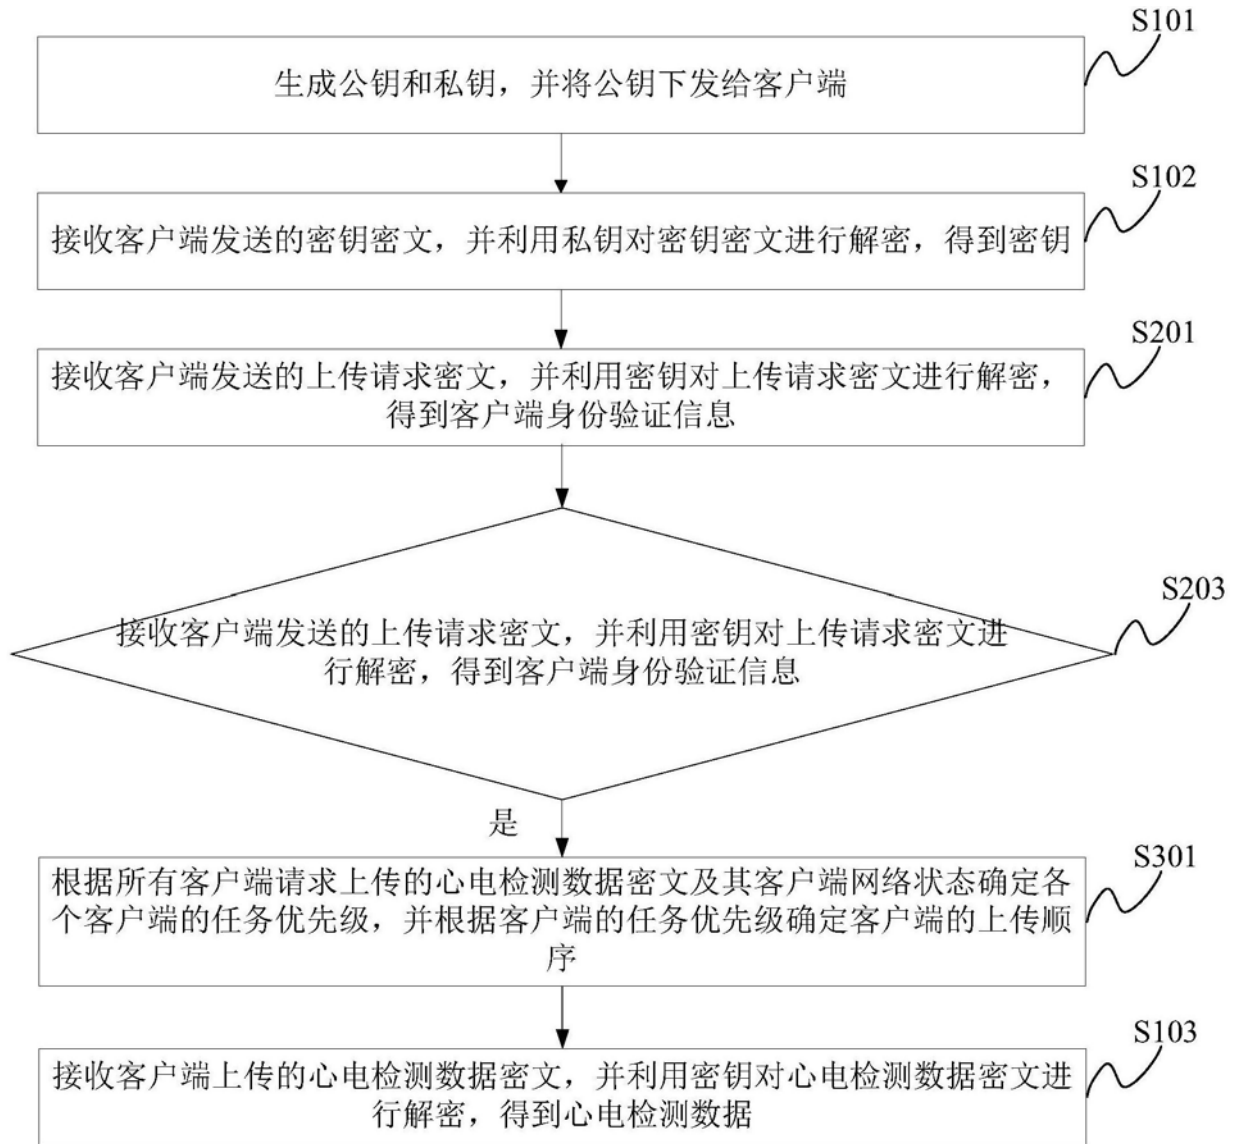 S101
生成公钥和私钥，并将公钥下发给客户端
S102
接收客户端发送的密钥密文，并利用私钥对密钥密文进行解密，得到密钥
S201
接收客户端发送的上传请求密文，并利用密钥对上传请求密文进行解密，
得到客户端身份验证信息
S203
接收客户端发送的上传请求密文，并利用密钥对上传请求密文进
行解密，得到客户端身份验证信息
是
S301
根据所有客户端请求上传的心电检测数据密文及其客户端网络状态确定各
个客户端的任务优先级，并根据客户端的任务优先级确定客户端的上传顺
序
S103
接收客户端上传的心电检测数据密文，并利用密钥对心电检测数据密文进
行解密，得到心电检测数据